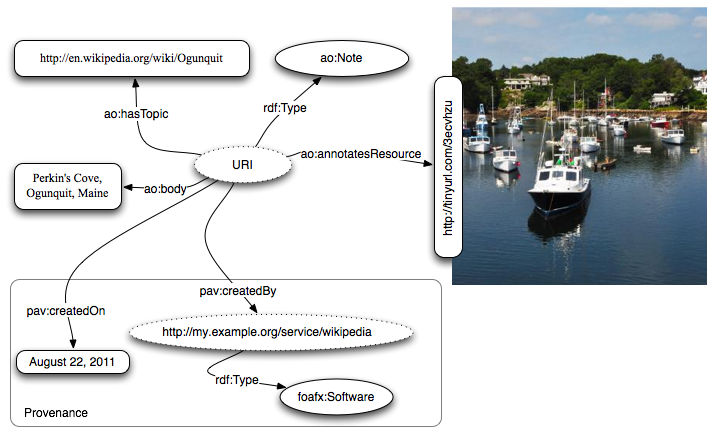 http://en.wikipedia.org/wiki/Ogunquit
ao:Note
ao:hasTopic
rdf:Type
URI
ao:annotatesResource
http://tinyurl.com/3ecvhzu
Perkin's Cove,
Ogunquit, Maine
ao:body
pav:createdBy
pav:createdOn
http://my.example.org/service/wikipedia
August 22, 2011
rdf:Type
foafx:Software
Provenance